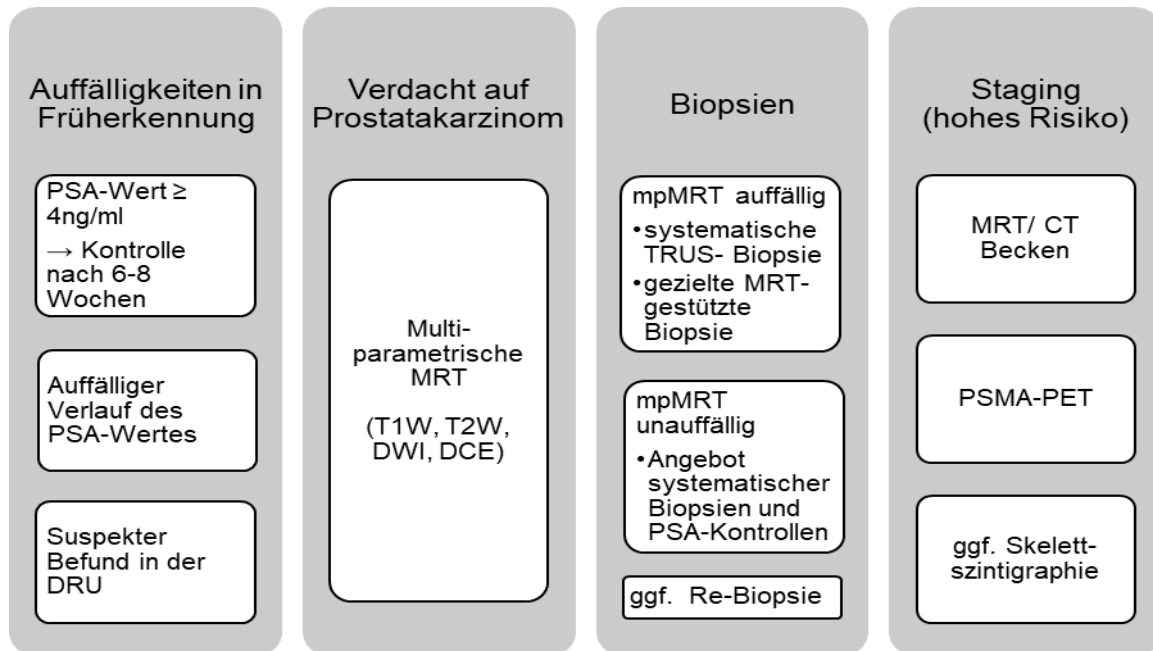 Auffälligkeiten in
Früherkennung
PSA-Wert ≥
4ng/ml
→ Kontrolle
nach 6-8
Wochen
Auffälliger
Verlauf des
PSA-Wertes
Suspekter
Befund in der
DRU
Verdacht auf
Prostatakarzinom
Multi-
parametrische
MRT
(T1W, T2W,
DWI, DCE)
Biopsien
mpMRT auffällig
•systematische
TRUS- Biopsie
•gezielte MRT-
gestützte
Biopsie
mpMRT
unauffällig
•Angebot
systematischer
Biopsien und
PSA-Kontrollen
ggf. Re-Biopsie
Staging
(hohes Risiko)
MRT/ CT
Becken
PSMA-PET
ggf. Skelett-
szintigraphie